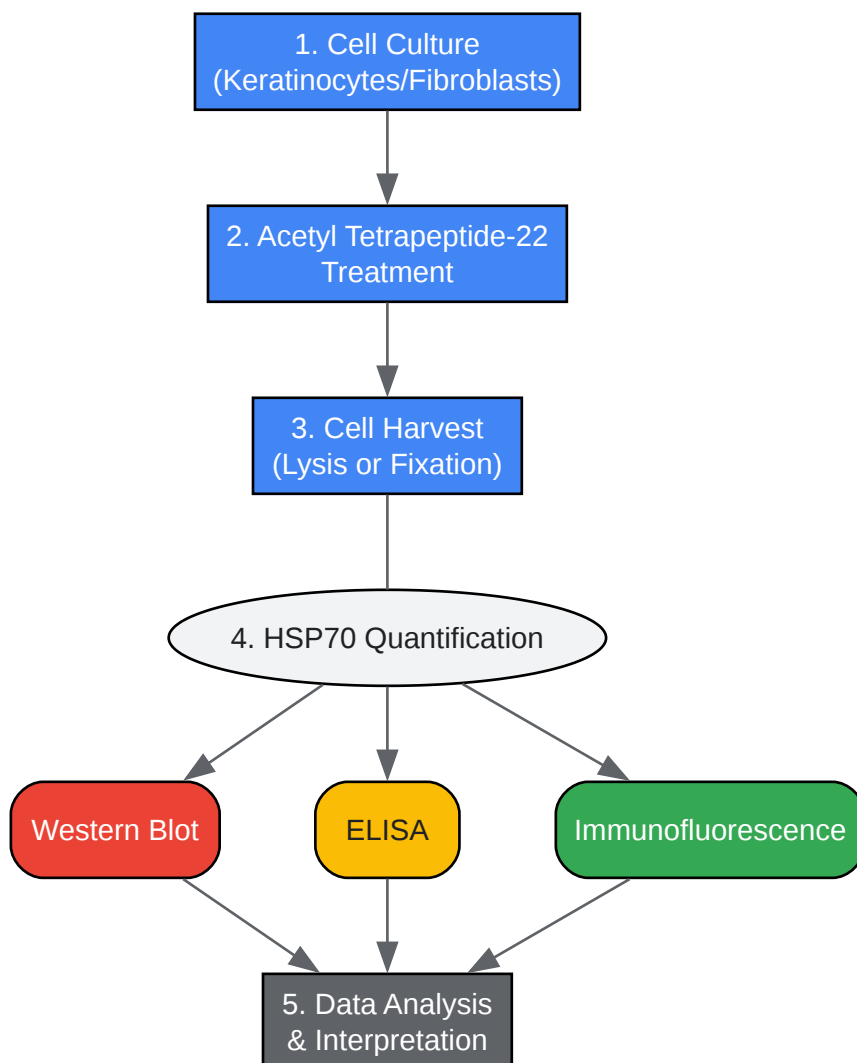 1. Cell Culture
(Keratinocytes/Fibroblasts)
2. Acetyl Tetrapeptide-22
Treatment
3. Cell Harvest
(Lysis or Fixation)
4. HSP70 Quantification
Western Blot
ELISA
Immunofluorescence
5. Data Analysis
& Interpretation